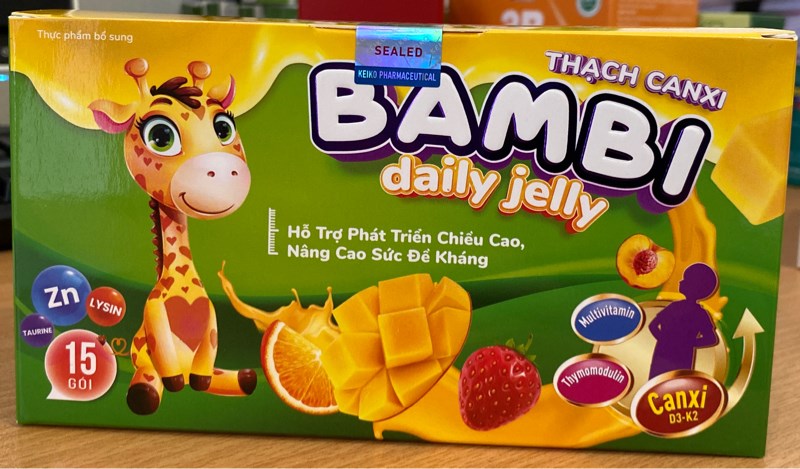 Thực phẩm bổ sung
SEALED
KEIKO PHARMACEUTICAL
THẠCH CANXI
BAMBI
daily jelly
Hỗ Trợ Phát Triển Chiều Cao,
Nâng Cao Sức Đề Kháng
Zn
LYSIN
TAURINE
15
GÓI
Multivitamin
Thymomodulin
Canxi
D3-K2